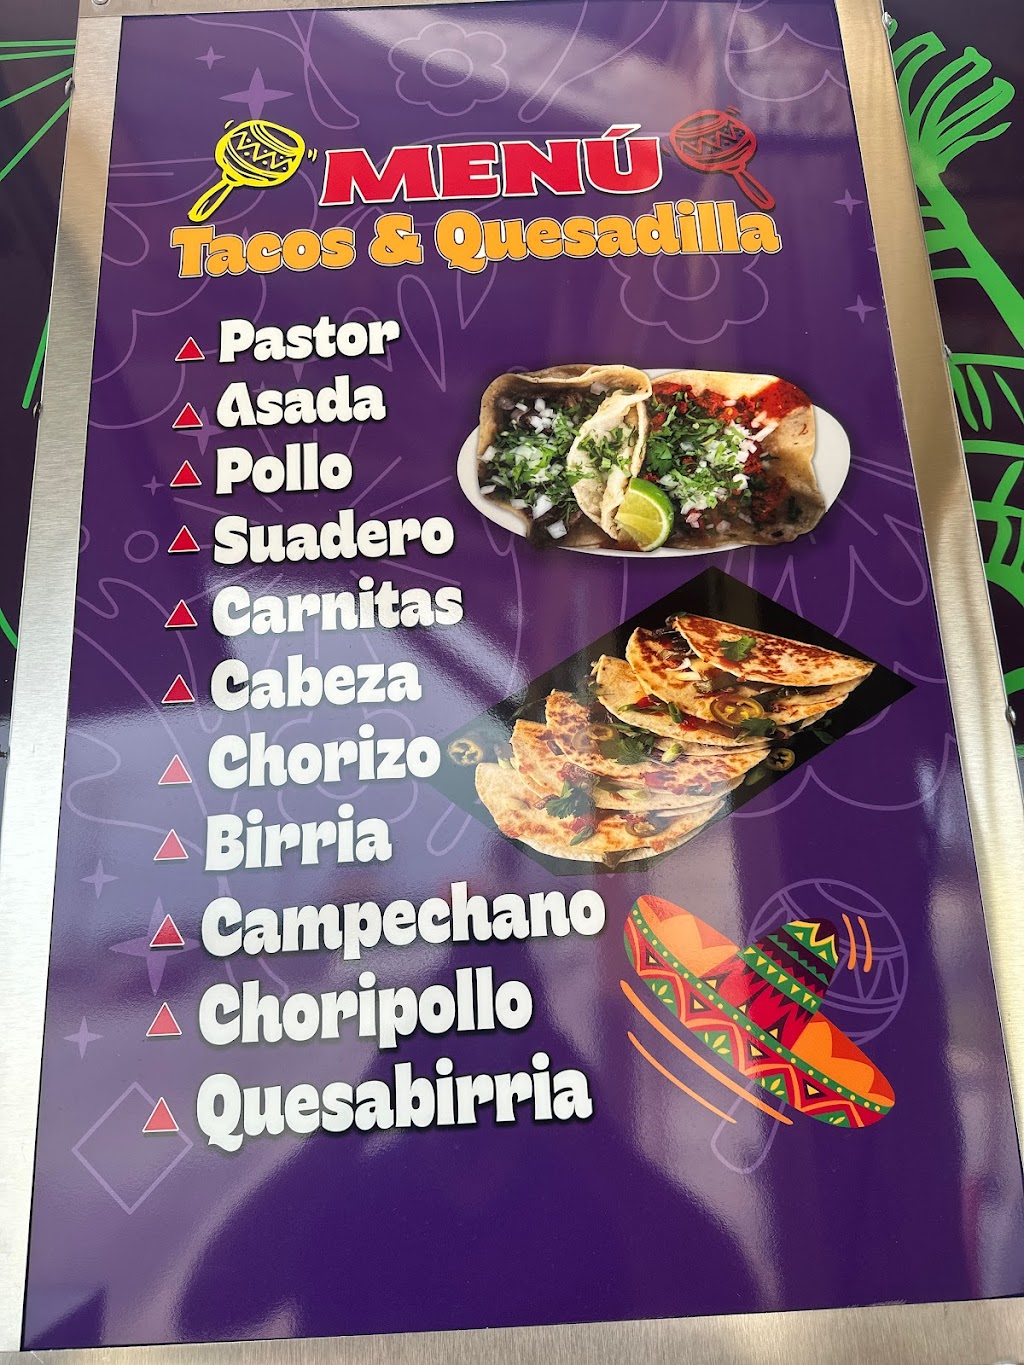 MENÚ
Tacos & Quesadilla
Pastor
Asada
Pollo
Suadero
Carnitas
Cabeza
Chorizo
Birria
Campechano
Choripollo
Quesabirria